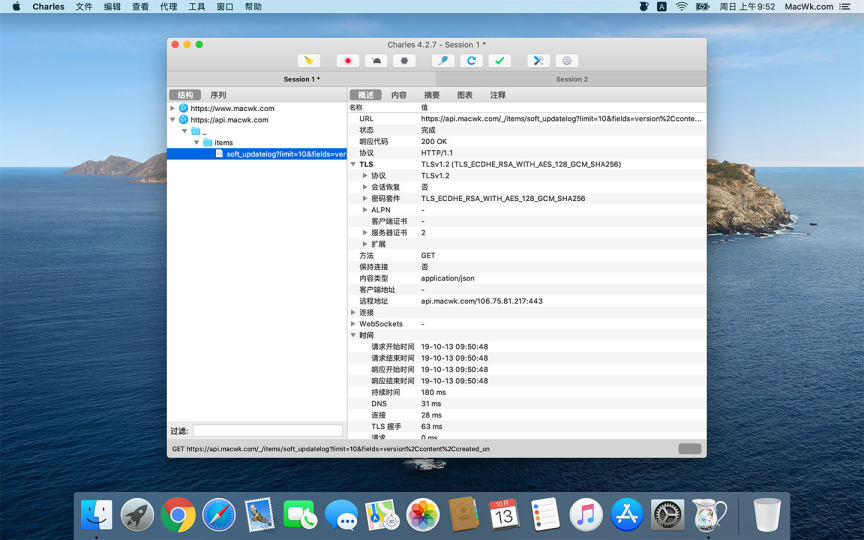 Charles 文件 编辑 查看 代理 工具 窗口 帮助 A 周日 上午9:52 MacWk.com
Charles 4.2.7 - Session 1 *
Session 1 * Session 2
结构 序列 概述 内容 摘要 图表 注释
名称 值
https://www.macwk.com
https://api.macwk.com
_
items
soft_updatelog?limit=10&fields=ver
URL https://api.macwk.com/_/items/soft_updatelog?limit=10&fields=version%2Cconte...
状态 完成
响应代码 200 OK
协议 HTTP/1.1
TLS TLSv1.2 (TLS_ECDHE_RSA_WITH_AES_128_GCM_SHA256)
协议 TLSv1.2
会话恢复 否
密码套件 TLS_ECDHE_RSA_WITH_AES_128_GCM_SHA256
ALPN -
客户端证书 -
服务器证书 2
扩展
方法 GET
保持连接 否
内容类型 application/json
客户端地址 -
远程地址 api.macwk.com/106.75.81.217:443
连接
WebSockets -
时间
请求开始时间 19-10-13 09:50:48
请求结束时间 19-10-13 09:50:48
响应开始时间 19-10-13 09:50:48
响应结束时间 19-10-13 09:50:48
持续时间 180 ms
DNS 31 ms
连接 28 ms
TLS 握手 63 ms
请求 0 ms
过滤:
GET https://api.macwk.com/_/items/soft_updatelog?limit=10&fields=version%2Ccontent%2Ccreated_on
10月
13